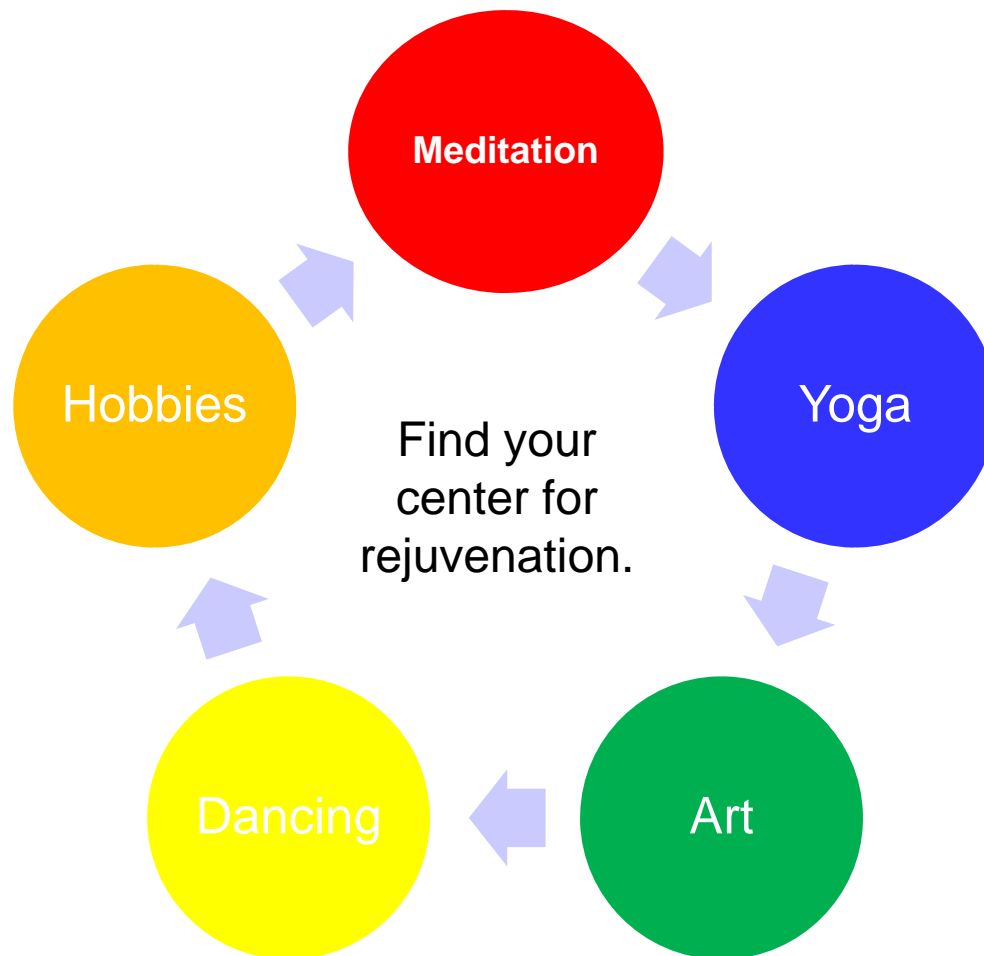 Meditation
Yoga
Art
Dancing
Hobbies
Find your
center for
rejuvenation.